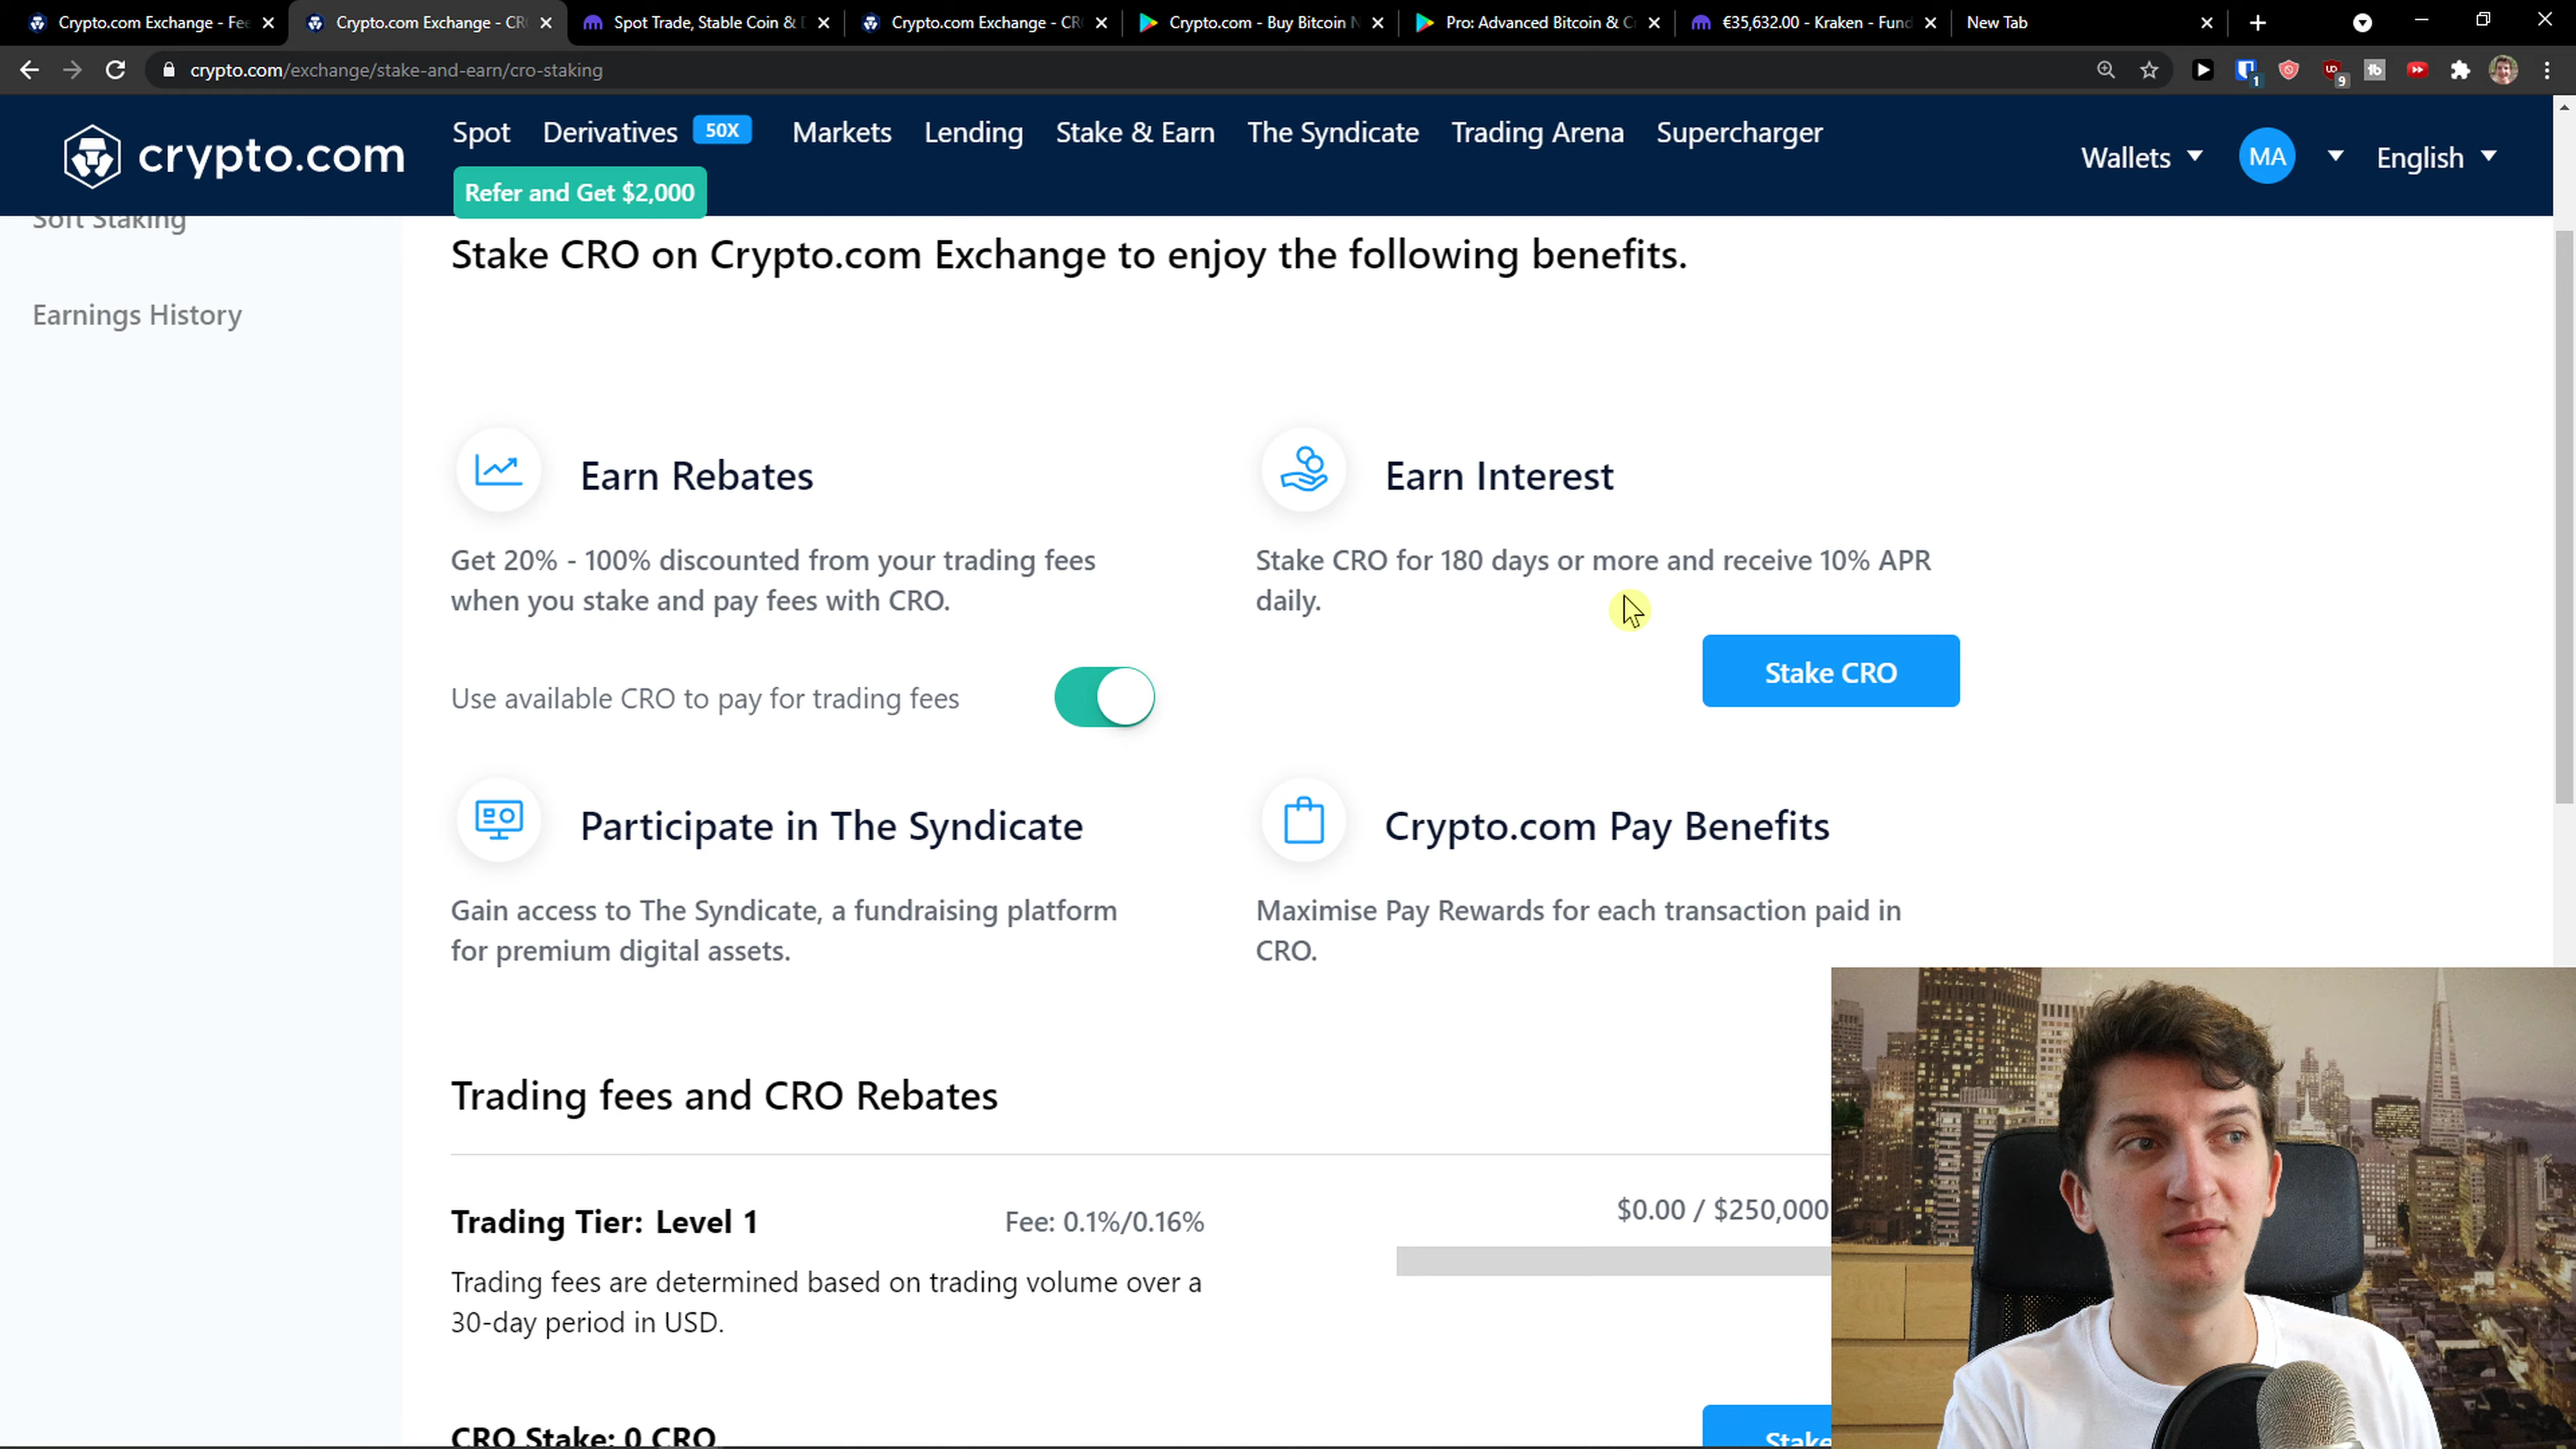 Crypto.com Exchange - Fe
Crypto.com Exchange - CR
Spot Trade, Stable Coin &
Crypto.com Exchange - CR
Crypto.com - Buy Bitcoin N
Pro: Advanced Bitcoin & C
€35,632.00 - Kraken - Fund
New Tab
crypto.com/exchange/stake-and-earn/cro-staking
1
9
tb
crypto.com
Spot
Derivatives
50X
Markets
Lending
Stake & Earn
The Syndicate
Trading Arena
Supercharger
Refer and Get $2,000
Wallets
MA
English
Soft Staking
Earnings History
Stake CRO on Crypto.com Exchange to enjoy the following benefits.
Earn Rebates
Get 20% - 100% discounted from your trading fees
when you stake and pay fees with CRO.
Use available CRO to pay for trading fees
Earn Interest
Stake CRO for 180 days or more and receive 10% APR
daily.
Stake CRO
Participate in The Syndicate
Gain access to The Syndicate, a fundraising platform
for premium digital assets.
Crypto.com Pay Benefits
Maximise Pay Rewards for each transaction paid in
CRO.
Trading fees and CRO Rebates
Trading Tier: Level 1
Fee: 0.1%/0.16%
$0.00 / $250,000
Trading fees are determined based on trading volume over a
30-day period in USD.
CRO Stake: 0 CRO
Stake